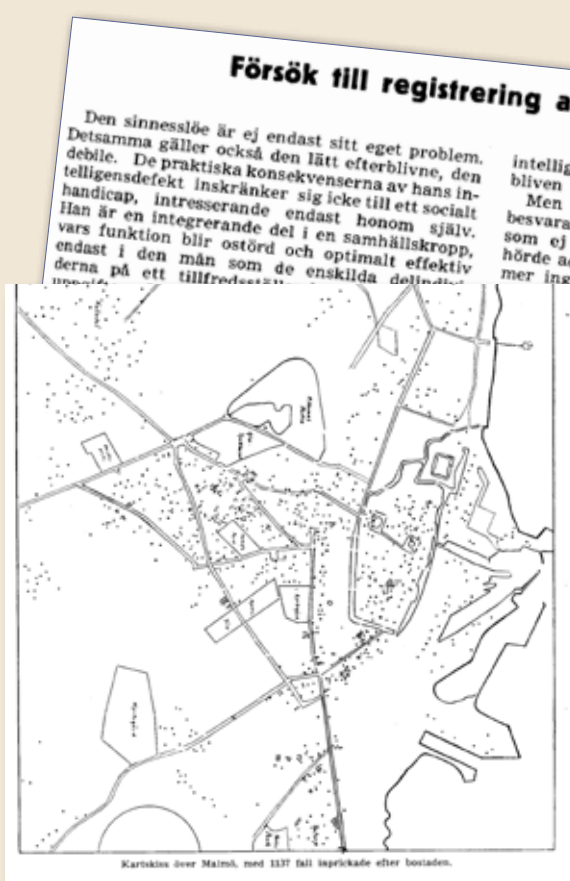 Försök till registrering a
Den sinnesslöe är ej endast sitt eget problem.
Detsamma gäller också den lätt efterblivne, den
debile. De praktiska konsekvenserna av hans in-
telligensdefekt inskränker sig icke till ett socialt
handicap, intresserande endast honom själv.
Han är en integrerande del i en samhällskropp,
vars funktion blir ostörd och optimalt effektiv
endast i den mån som de enskilda
derna på ett
intellig
bliven
Men
besvara
som ej
hörde
mer ing
Kartskiss över Malmö, med 1137 fall inprickade efter bostaden.